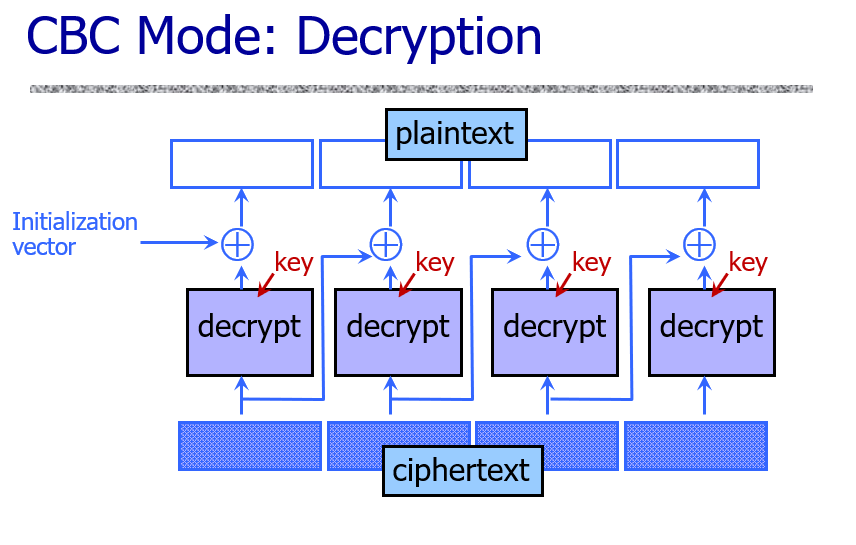 CBC Mode: Decryption
plaintext
Initialization
vector
key
key
key
key
decrypt
decrypt
decrypt
decrypt
ciphertext